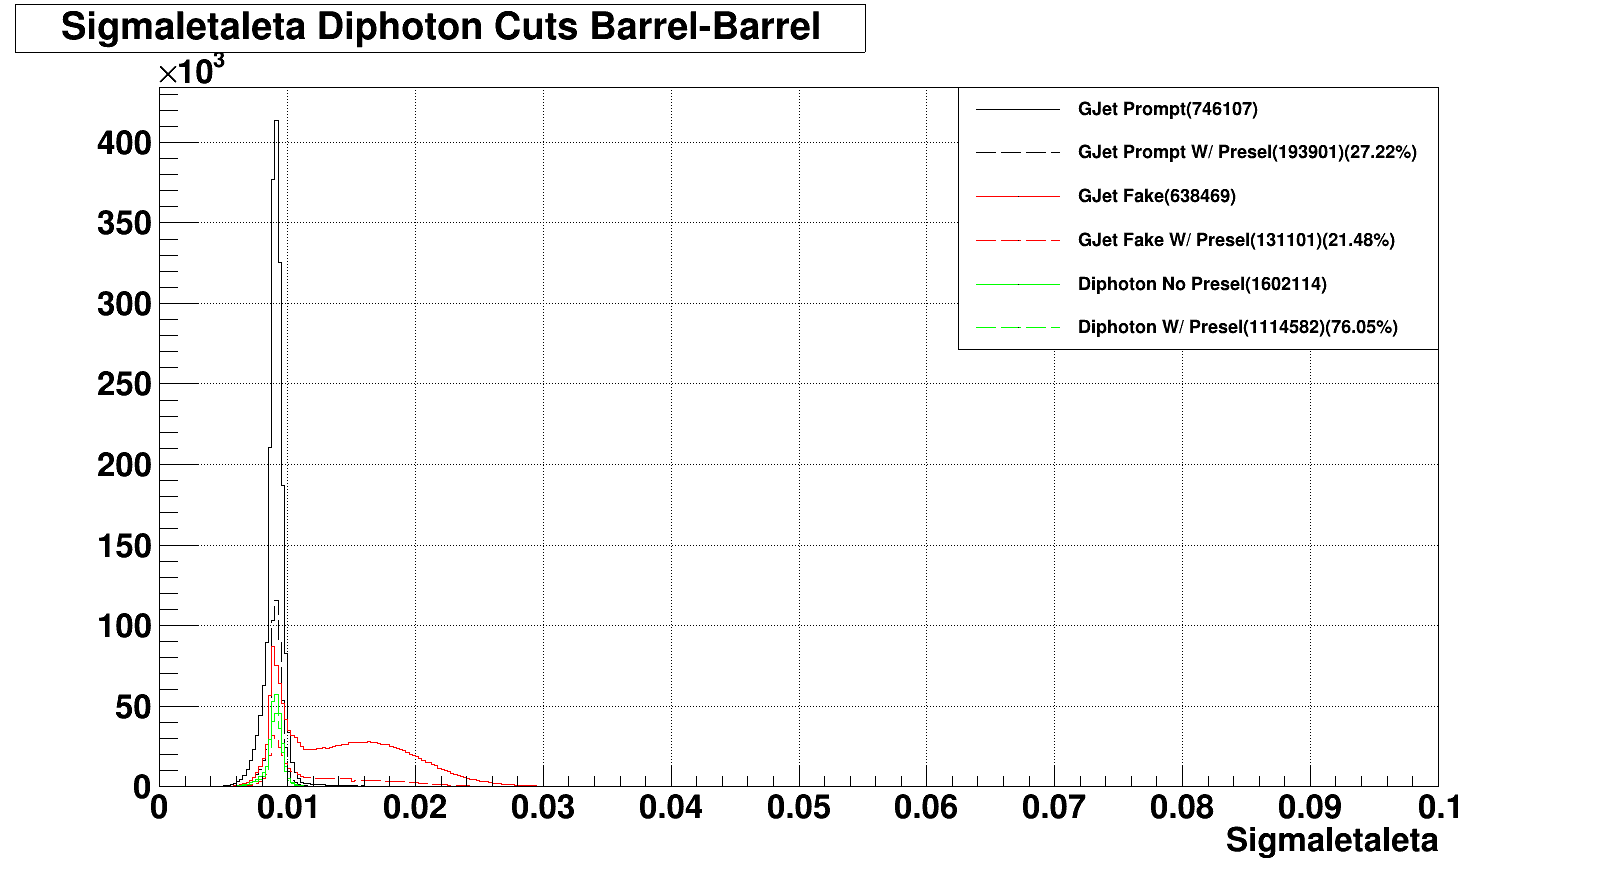 SigmaIetaIeta Diphoton Cuts Barrel-Barrel
×10³
400
350
300
250
200
150
100
50
0
0 0.01 0.02 0.03 0.04 0.05 0.06 0.07 0.08 0.09 0.1
SigmaIetaIeta
GJet Prompt(746107)
GJet Prompt W/ Presel(193901)(27.22%)
GJet Fake(638469)
GJet Fake W/ Presel(131101)(21.48%)
Diphoton No Presel(1602114)
Diphoton W/ Presel(1114582)(76.05%)